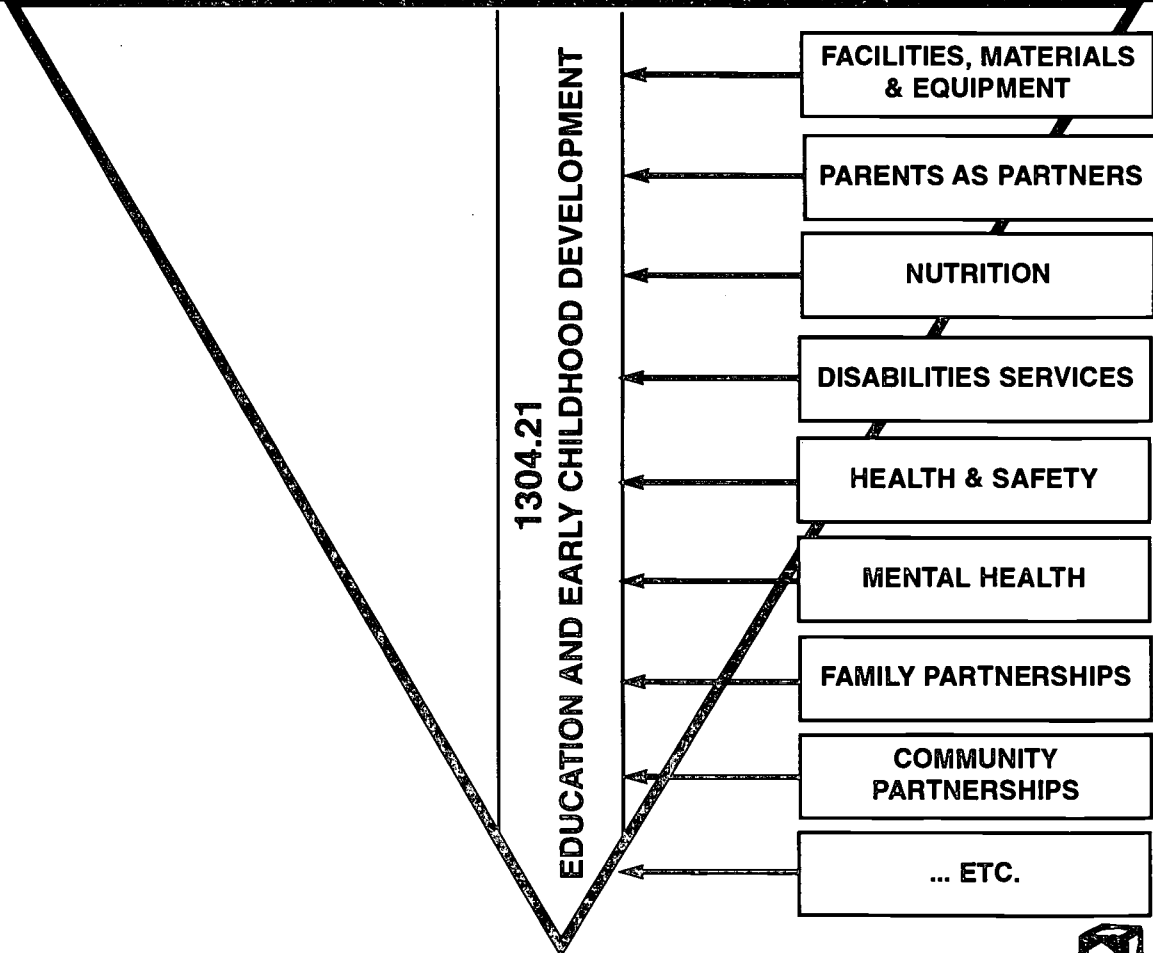 1304.21
EDUCATION AND EARLY CHILDHOOD DEVELOPMENT
FACILITIES, MATERIALS
& EQUIPMENT
PARENTS AS PARTNERS
NUTRITION
DISABILITIES SERVICES
HEALTH & SAFETY
MENTAL HEALTH
FAMILY PARTNERSHIPS
COMMUNITY
PARTNERSHIPS
... ETC.